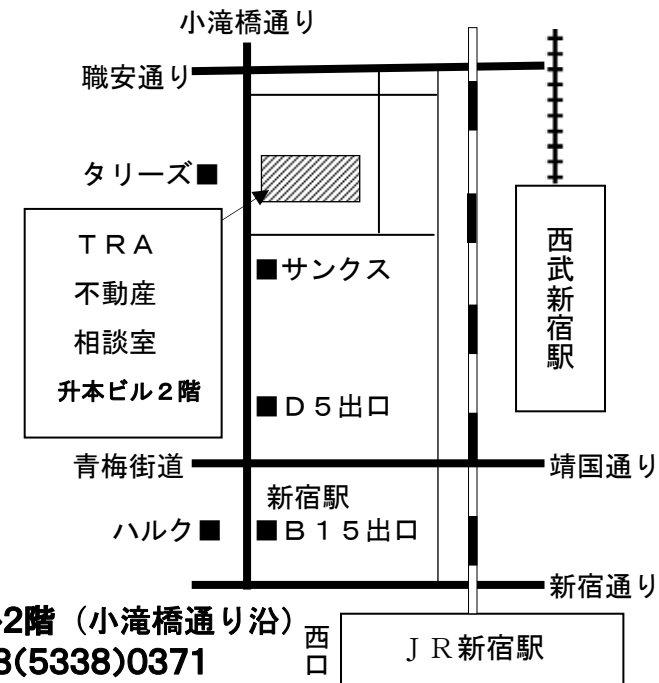 小滝橋通り
職安通り
タリーズ■
ＴＲＡ
不動産
相談室
升本ビル２階
■サンクス
西武新宿駅
■Ｄ５出口
青梅街道
靖国通り
新宿駅
ハルク■
■Ｂ１５出口
新宿通り
2階（小滝橋通り沿）
(5338)0371
西口
ＪＲ新宿駅